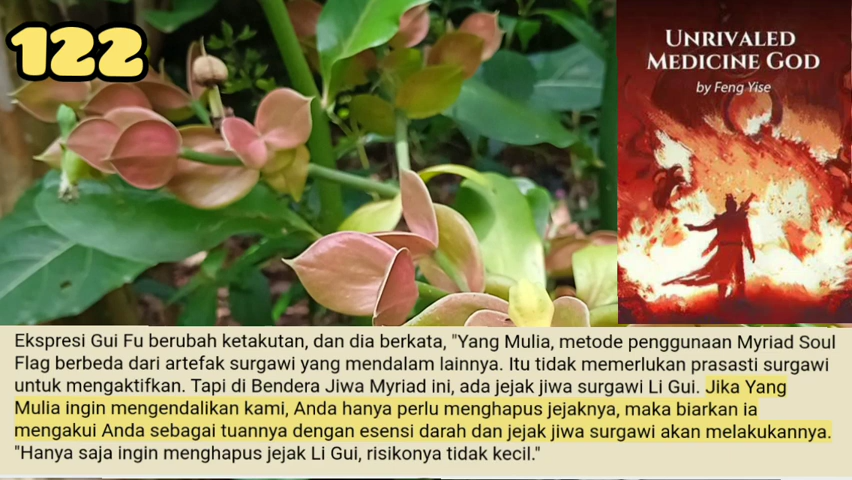 122
UNRIVALED
MEDICINE GOD
by Feng Yise
Ekspresi Gui Fu berubah ketakutan, dan dia berkata, "Yang Mulia, metode penggunaan Myriad Soul
Flag berbeda dari artefak surgawi yang mendalam lainnya. Itu tidak memerlukan prasasti surgawi
untuk mengaktifkan. Tapi di Bendera Jiwa Myriad ini, ada jejak jiwa surgawi Li Gui. Jika Yang
Mulia ingin mengendalikan kami, Anda hanya perlu menghapus jejaknya, maka biarkan ia
mengakui Anda sebagai tuannya dengan esensi darah dan jejak jiwa surgawi akan melakukannya.
"Hanya saja ingin menghapus jejak Li Gui, risikonya tidak kecil."